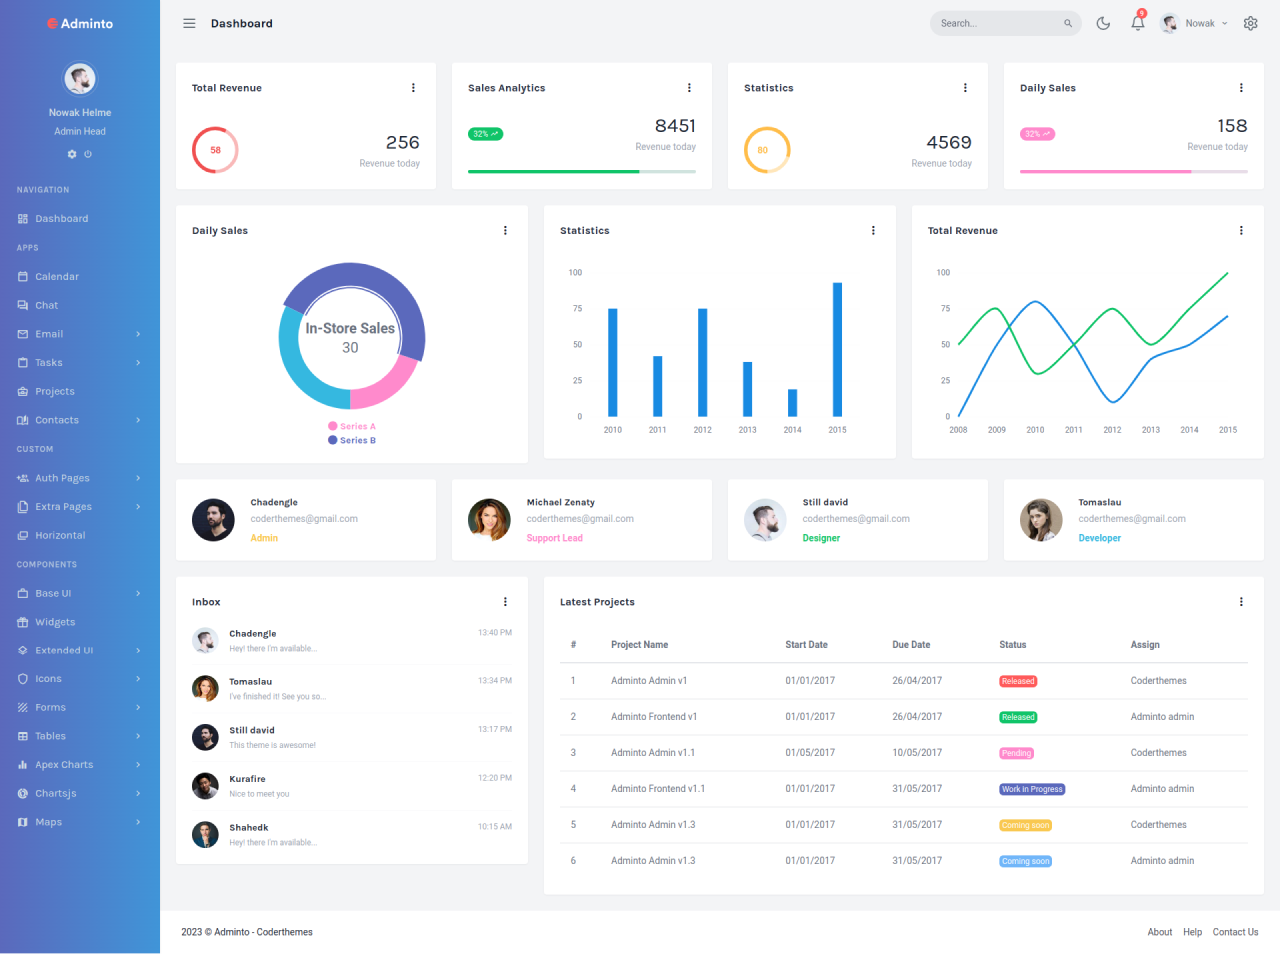 Adminto
Nowak Helme
Admin Head
NAVIGATION
Dashboard
APPS
Calendar
Chat
Email
Tasks
Projects
Contacts
CUSTOM
Auth Pages
Extra Pages
Horizontal
COMPONENTS
Base UI
Widgets
Extended UI
Icons
Forms
Tables
Apex Charts
Chartsjs
Maps
Dashboard
Search...
9
Nowak
Total Revenue
58
256
Revenue today
Sales Analytics
32%
8451
Revenue today
Statistics
80
4569
Revenue today
Daily Sales
32%
158
Revenue today
Daily Sales
In-Store Sales
30
Series A
Series B
Statistics
100
75
50
25
0
2010 2011 2012 2013 2014 2015
Total Revenue
100
75
50
25
0
2008 2009 2010 2011 2012 2013 2014 2015
Chadengle
coderthemes@gmail.com
Admin
Michael Zenaty
coderthemes@gmail.com
Support Lead
Still david
coderthemes@gmail.com
Designer
Tomaslau
coderthemes@gmail.com
Developer
Inbox
Chadengle 13:40 PM
Hey! there I'm available...
Tomaslau 13:34 PM
I've finished it! See you so...
Still david 13:17 PM
This theme is awesome!
Kurafire 12:20 PM
Nice to meet you
Shahedk 10:15 AM
Hey! there I'm available...
Latest Projects
# Project Name Start Date Due Date Status Assign
1 Adminto Admin v1 01/01/2017 26/04/2017 Released Coderthemes
2 Adminto Frontend v1 01/01/2017 26/04/2017 Released Adminto admin
3 Adminto Admin v1.1 01/05/2017 10/05/2017 Pending Coderthemes
4 Adminto Frontend v1.1 01/01/2017 31/05/2017 Work in Progress Adminto admin
5 Adminto Admin v1.3 01/01/2017 31/05/2017 Coming soon Coderthemes
6 Adminto Admin v1.3 01/01/2017 31/05/2017 Coming soon Adminto admin
2023 © Adminto - Coderthemes
About Help Contact Us